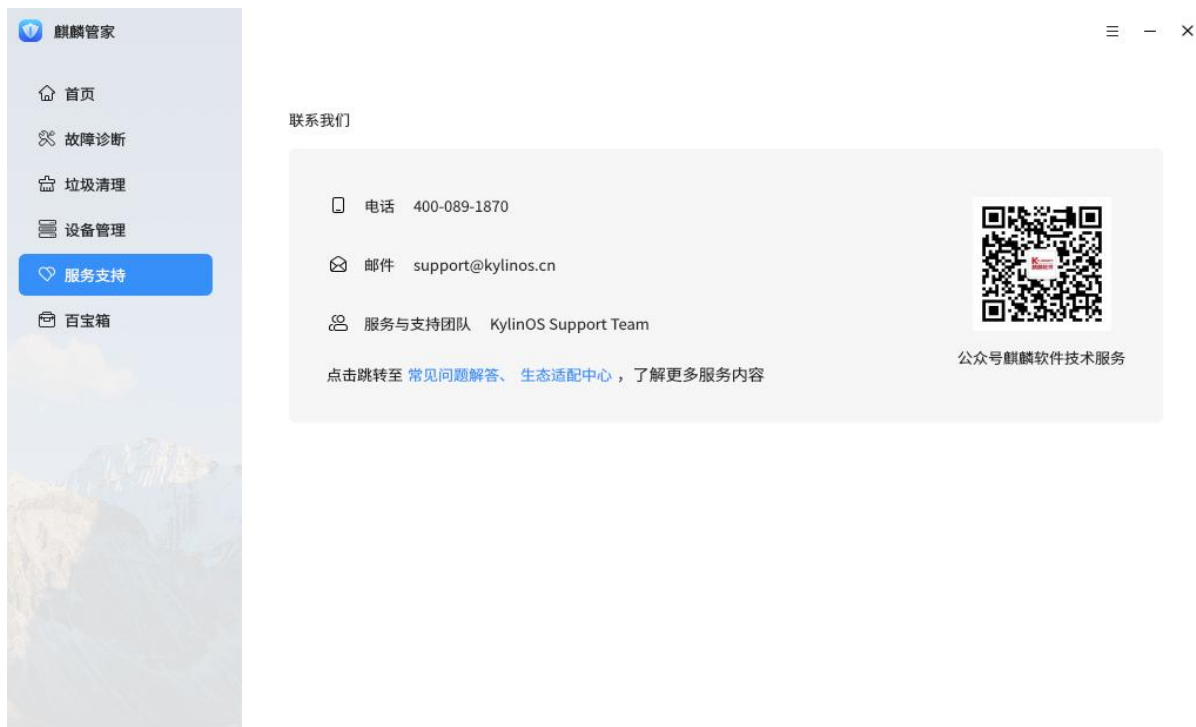 麒麟管家
首页
故障诊断
垃圾清理
设备管理
服务支持
百宝箱
联系我们
电话 400-089-1870
邮件 support@kylinos.cn
服务与支持团队 KylinOS Support Team
点击跳转至 常见问题解答、 生态适配中心 ，了解更多服务内容
麒麟软件
公众号麒麟软件技术服务